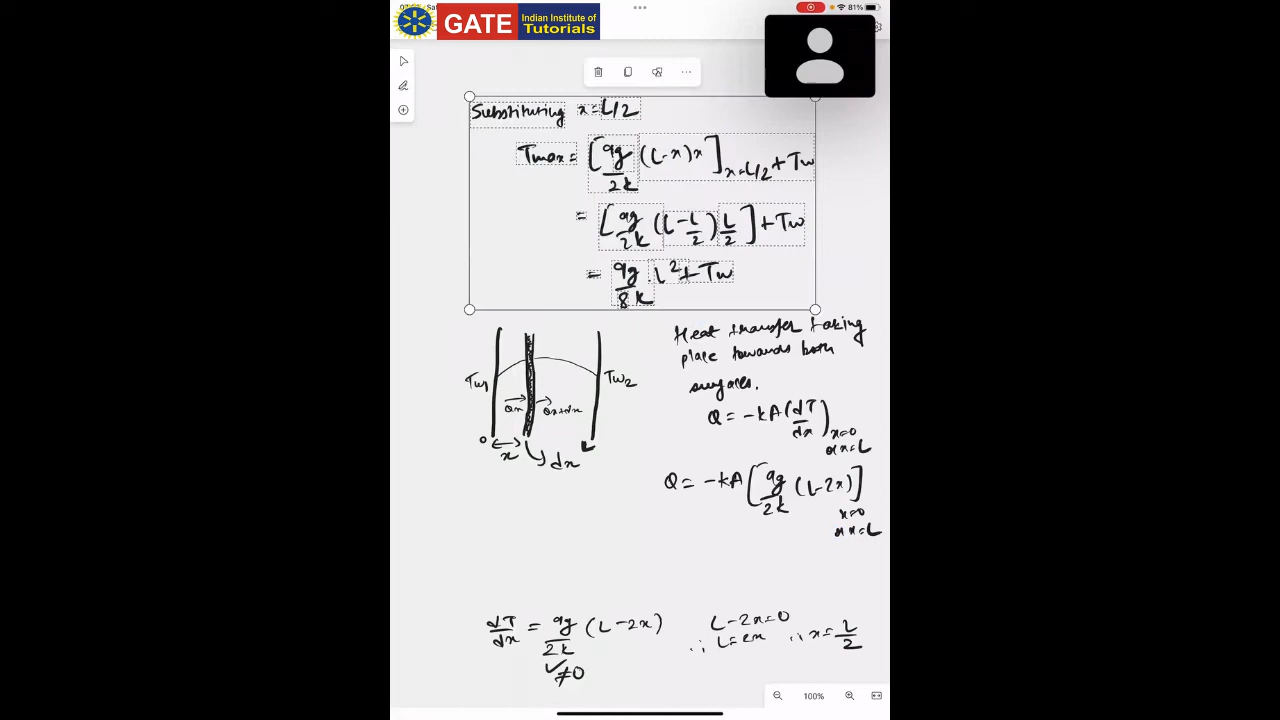 GATE Indian Institute of Tutorials
81%
Substituting x = L/2
Tmax = [qg/2k (L-x)x]x=L/2 + Tw
= [qg/2k (L - L/2) L/2] + Tw
= qg/8k . L² + Tw
Heat transfer taking
place towards both
surfaces.
Tw1
Tw2
Qx
Qx+dx
0
x
dx
L
Q = -kA(dT/dx)x=0
or x=L
Q = -kA[qg/2k (L-2x)]
x=0
or x=L
dT/dx = qg/2k (L-2x)
≠0
L-2x=0
∴ L=2x ∴ x = L/2
100%